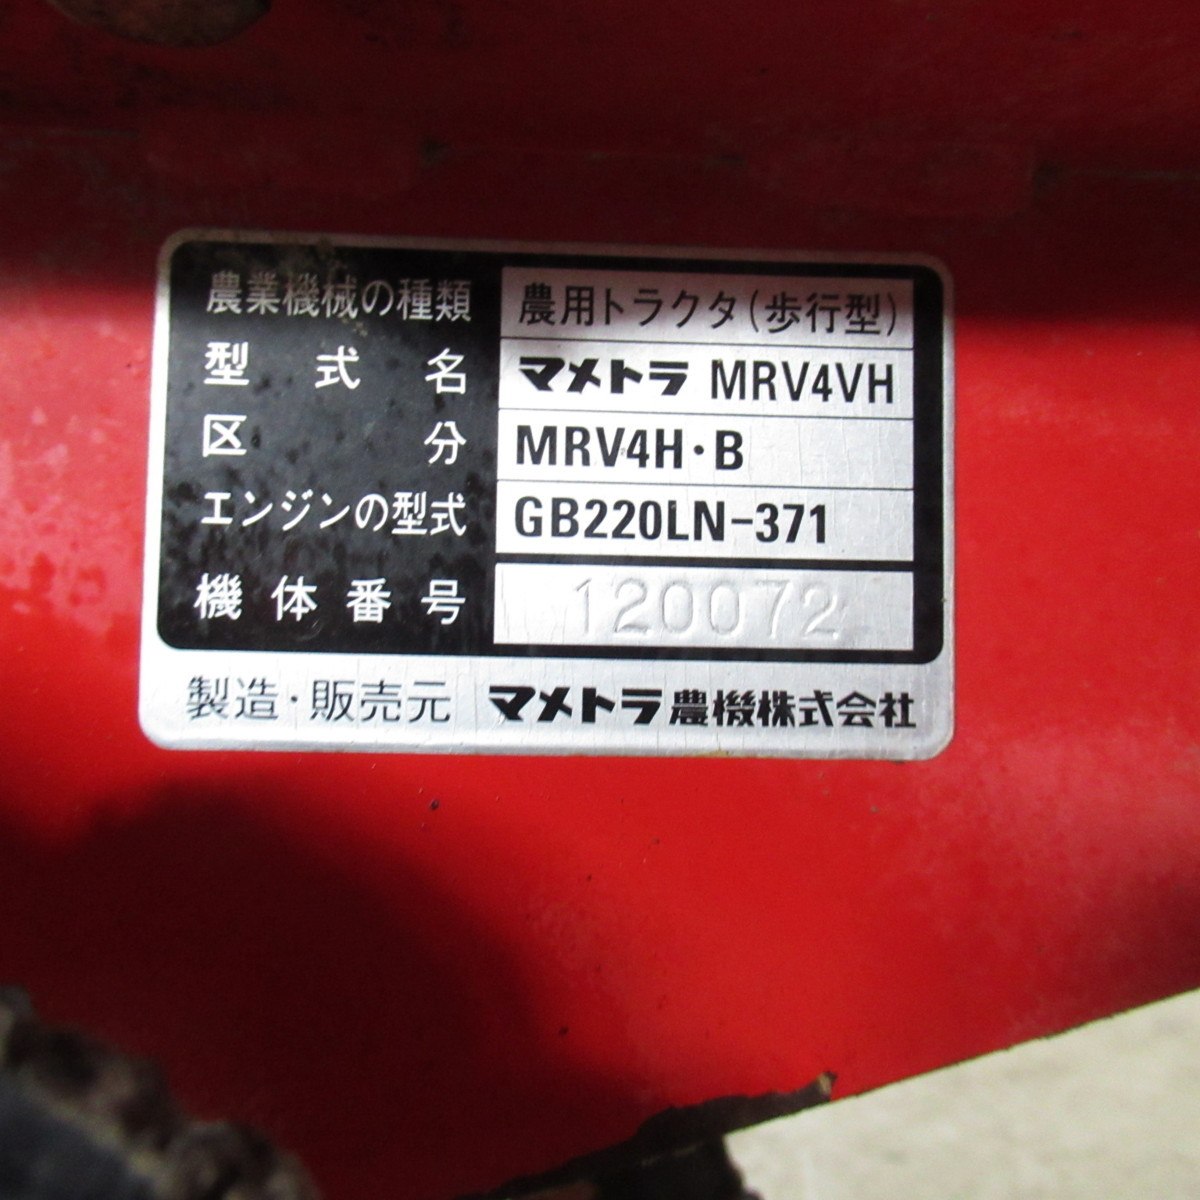 農業機械の種類 農用トラクタ(歩行型)
型式名 マメトラ MRV4VH
区分 MRV4H・B
エンジンの型式 GB220LN-371
機体番号 120072
製造・販売元 マメトラ農機株式会社